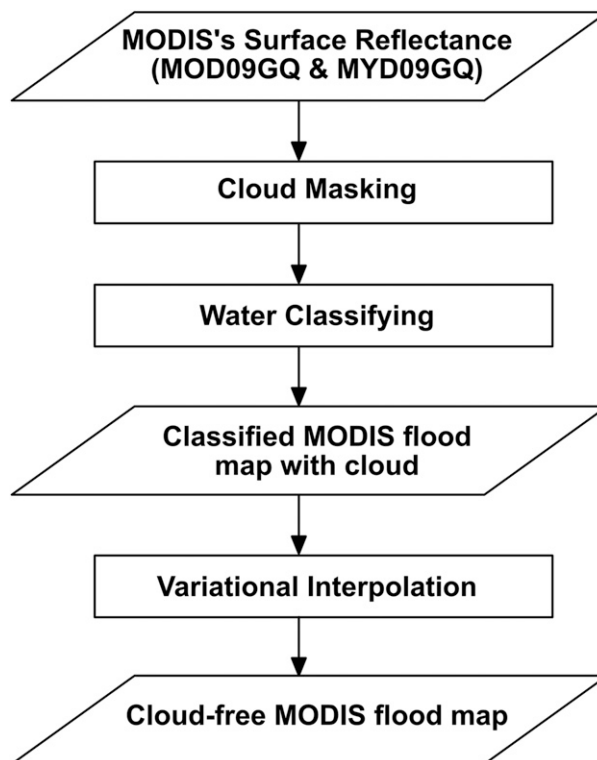 MODIS's Surface Reflectance
(MOD09GQ & MYD09GQ)
Cloud Masking
Water Classifying
Classified MODIS flood
map with cloud
Variational Interpolation
Cloud-free MODIS flood map